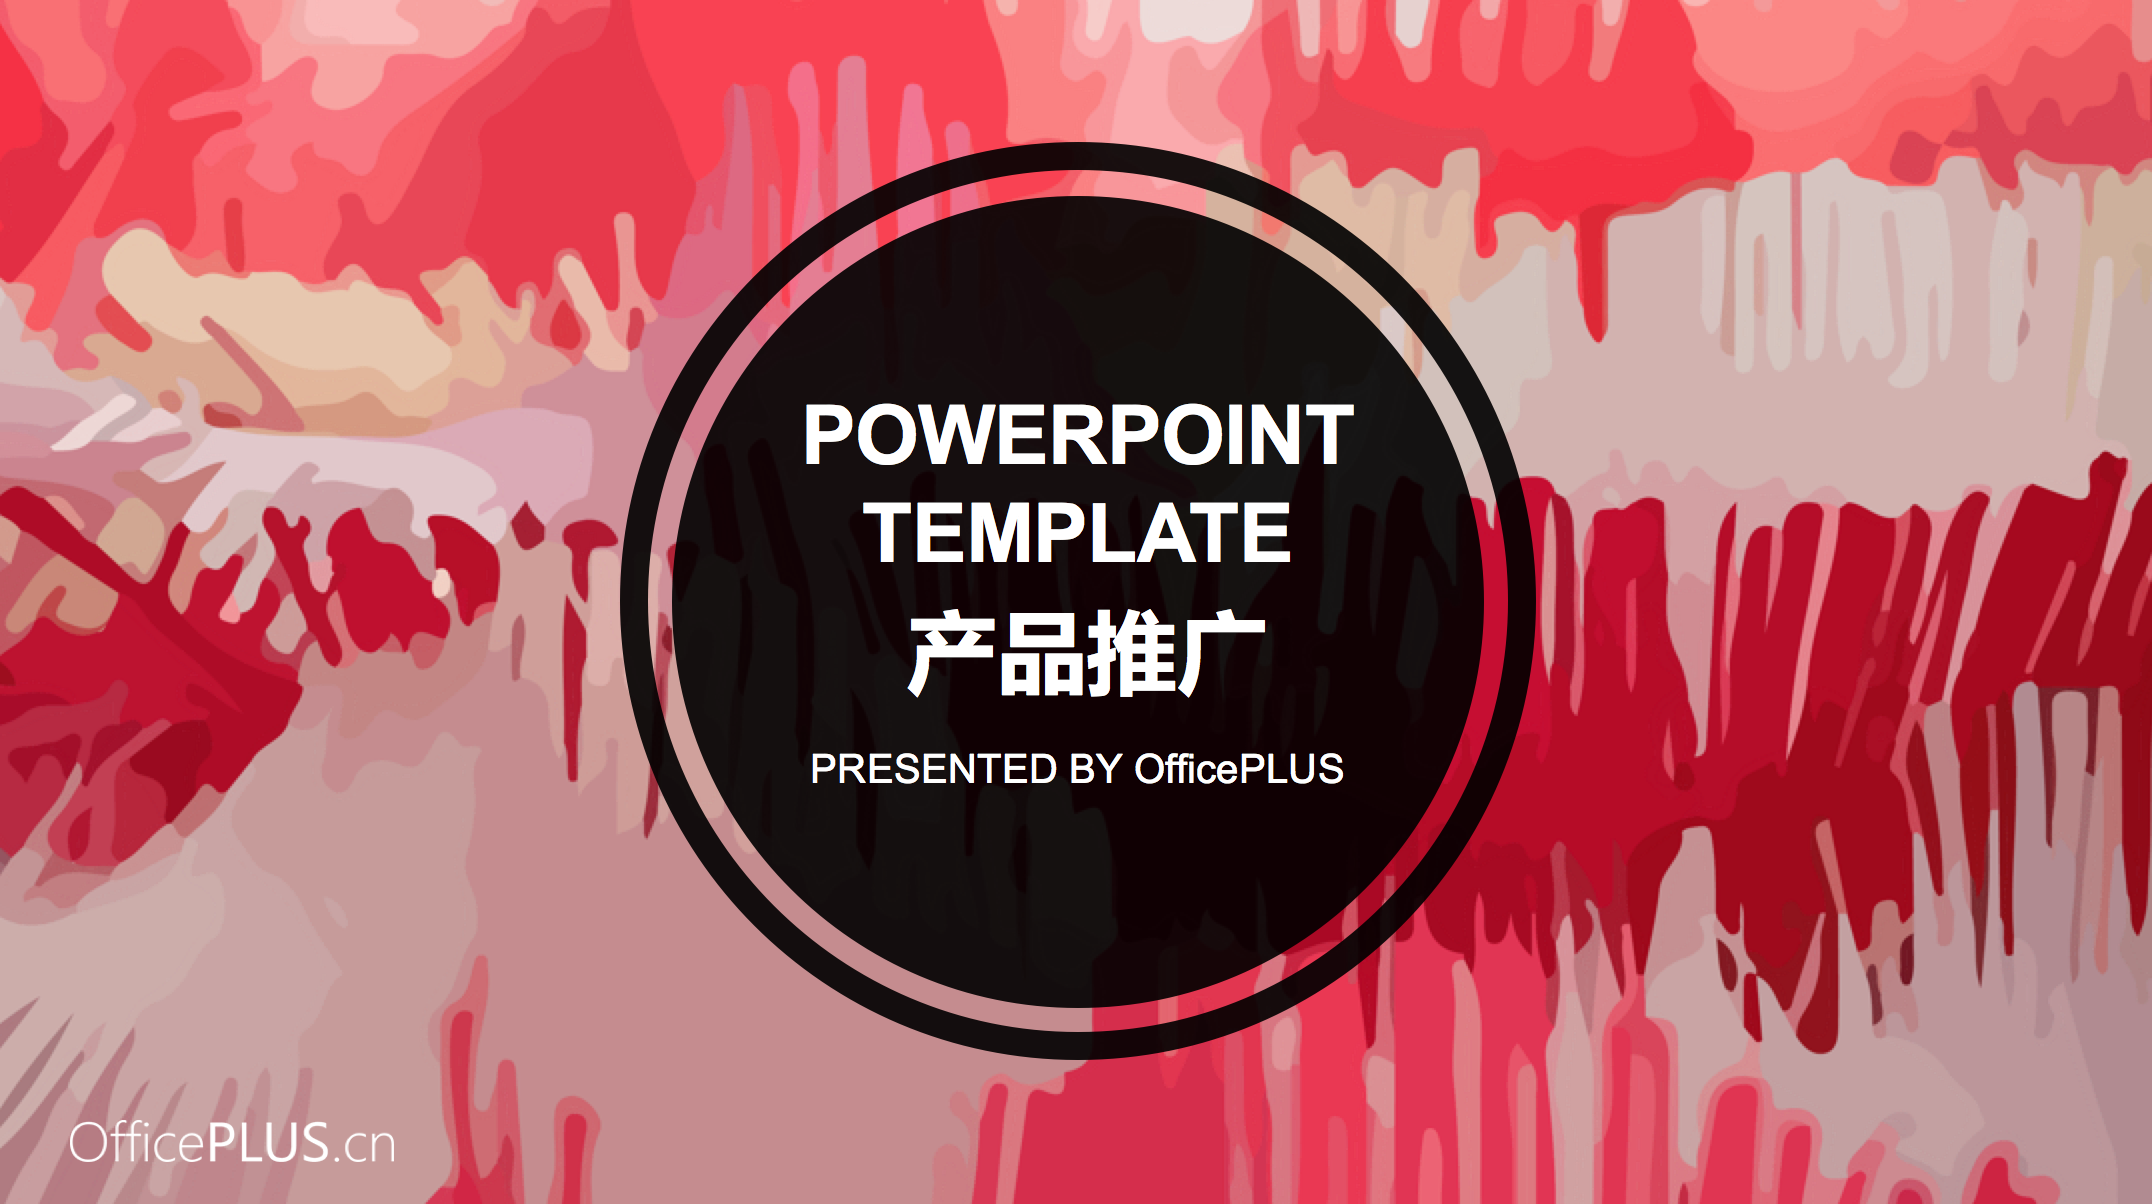 POWERPOINT
TEMPLATE
产品推广
PRESENTED BY OfficePLUS
OfficePLUS.cn